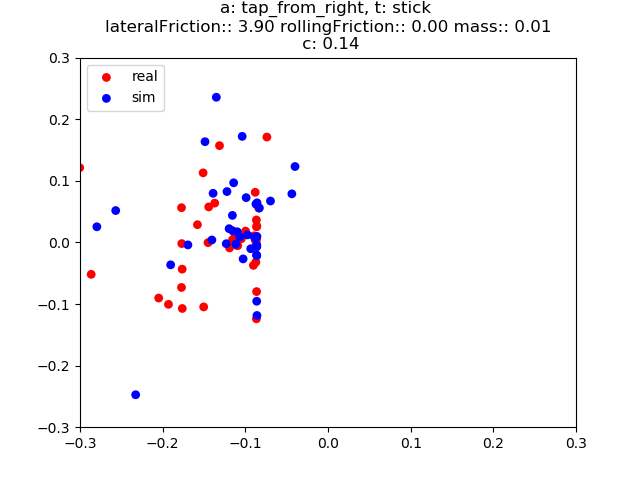 a: tap_from_right, t: stick
lateralFriction:: 3.90 rollingFriction:: 0.00 mass:: 0.01
c: 0.14
0.3
real
sim
0.2
0.1
0.0
−0.1
−0.2
−0.3
−0.3 −0.2 −0.1 0.0 0.1 0.2 0.3